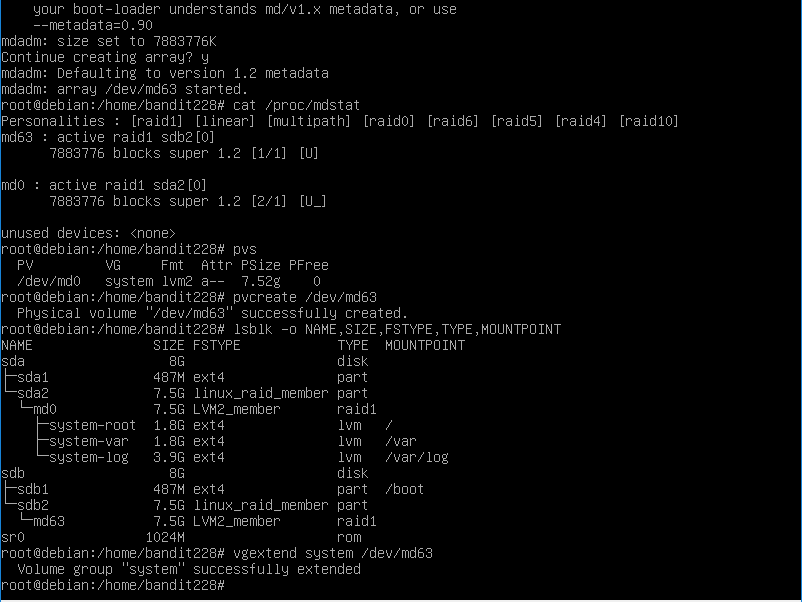 your boot-loader understands md/v1.x metadata, or use
    --metadata=0.90
mdadm: size set to 7883776K
Continue creating array? y
mdadm: Defaulting to version 1.2 metadata
mdadm: array /dev/md63 started.
root@debian:/home/bandit228# cat /proc/mdstat
Personalities : [raid1] [linear] [multipath] [raid0] [raid6] [raid5] [raid4] [raid10]
md63 : active raid1 sdb2[0]
      7883776 blocks super 1.2 [1/1] [U]

md0 : active raid1 sda2[0]
      7883776 blocks super 1.2 [2/1] [U_]

unused devices: <none>
root@debian:/home/bandit228# pvs
  PV         VG     Fmt  Attr PSize PFree
  /dev/md0   system lvm2 a--  7.52g    0
root@debian:/home/bandit228# pvcreate /dev/md63
  Physical volume "/dev/md63" successfully created.
root@debian:/home/bandit228# lsblk -o NAME,SIZE,FSTYPE,TYPE,MOUNTPOINT
NAME               SIZE FSTYPE            TYPE  MOUNTPOINT
sda                  8G                   disk
├─sda1             487M ext4              part
└─sda2             7.5G linux_raid_member part
  └─md0            7.5G LVM2_member       raid1
    ├─system-root  1.8G ext4              lvm   /
    ├─system-var   1.8G ext4              lvm   /var
    └─system-log   3.9G ext4              lvm   /var/log
sdb                  8G                   disk
├─sdb1             487M ext4              part  /boot
└─sdb2             7.5G linux_raid_member part
  └─md63           7.5G LVM2_member       raid1
sr0               1024M                   rom
root@debian:/home/bandit228# vgextend system /dev/md63
  Volume group "system" successfully extended
root@debian:/home/bandit228#